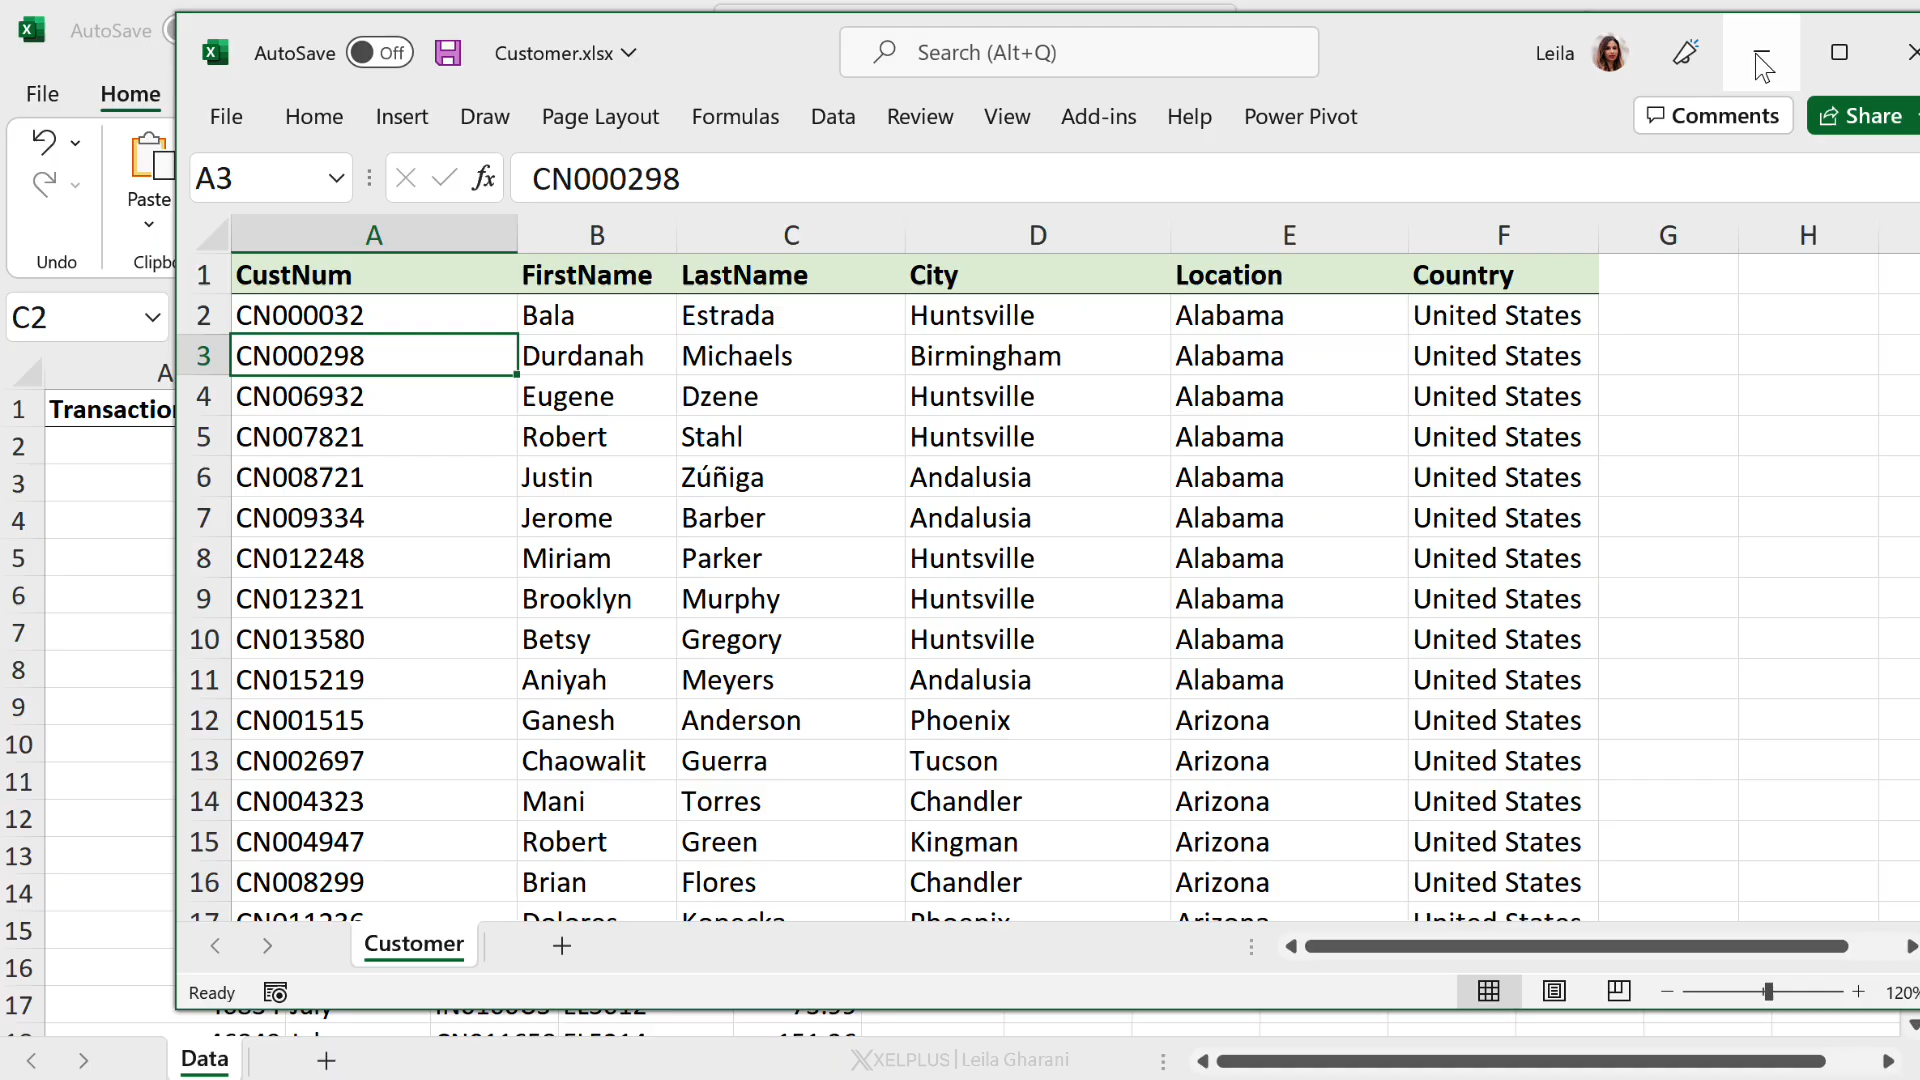 AutoSave
AutoSave Off Customer.xlsx Search (Alt+Q) Leila
File Home
File Home Insert Draw Page Layout Formulas Data Review View Add-ins Help Power Pivot Comments Share
Paste
Undo
A3 fx CN000298
C2
A B C D E F G H
1 CustNum FirstName LastName City Location Country
2 CN000032 Bala Estrada Huntsville Alabama United States
3 CN000298 Durdanah Michaels Birmingham Alabama United States
4 CN006932 Eugene Dzene Huntsville Alabama United States
5 CN007821 Robert Stahl Huntsville Alabama United States
6 CN008721 Justin Zúñiga Andalusia Alabama United States
7 CN009334 Jerome Barber Andalusia Alabama United States
8 CN012248 Miriam Parker Huntsville Alabama United States
9 CN012321 Brooklyn Murphy Huntsville Alabama United States
10 CN013580 Betsy Gregory Huntsville Alabama United States
11 CN015219 Aniyah Meyers Andalusia Alabama United States
12 CN001515 Ganesh Anderson Phoenix Arizona United States
13 CN002697 Chaowalit Guerra Tucson Arizona United States
14 CN004323 Mani Torres Chandler Arizona United States
15 CN004947 Robert Green Kingman Arizona United States
16 CN008299 Brian Flores Chandler Arizona United States
Customer
Ready 120%
A
1 Transaction
2
3
4
5
6
7
8
9
10
11
12
13
14
15
16
17
Data
XELPLUS | Leila Gharani